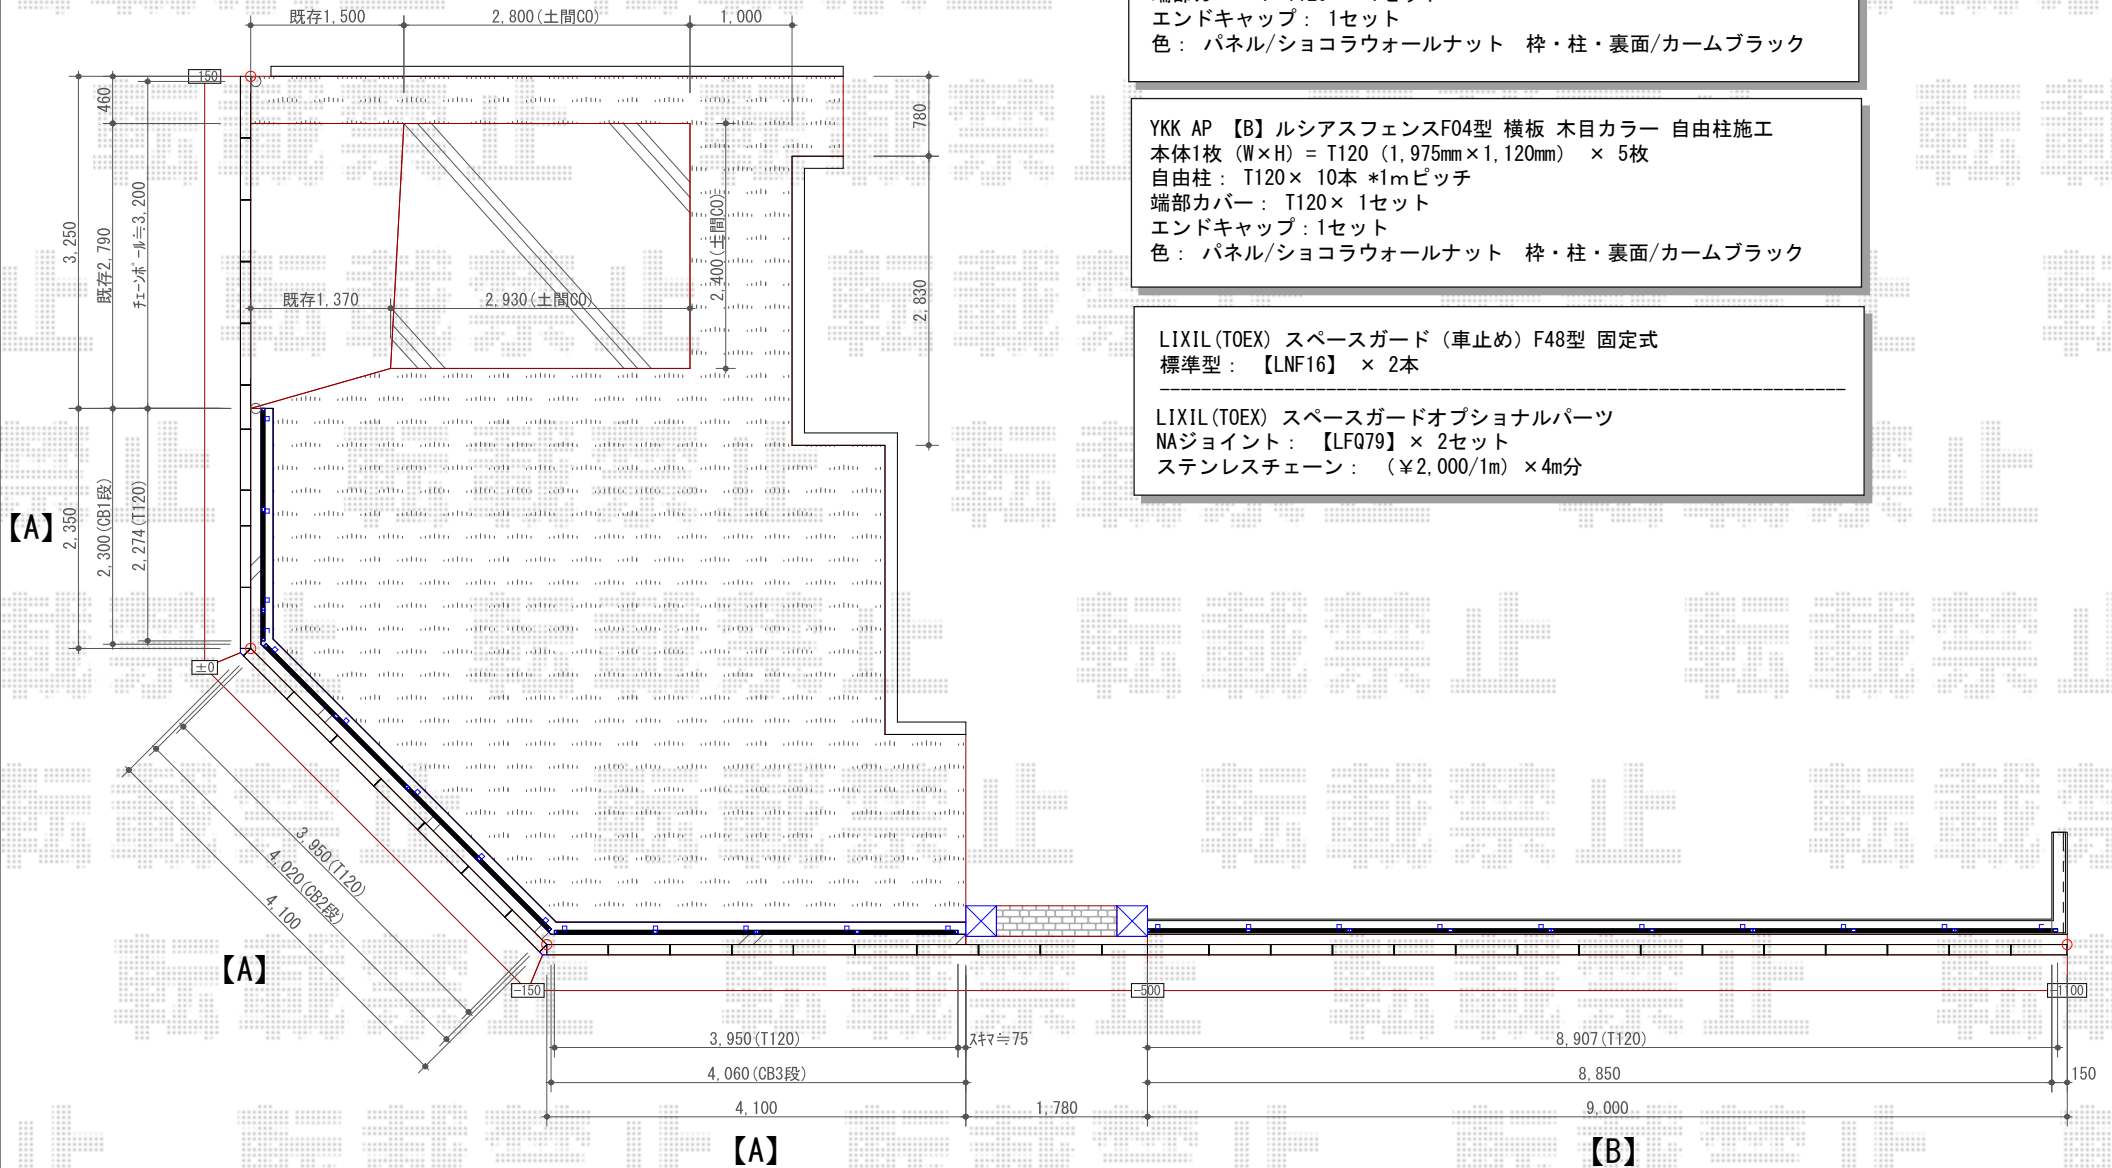 エンドキャップ： 1セット
色： パネル/ショコラウォールナット　枠・柱・裏面/カームブラック
YKK AP 【B】ルシアスフェンスF04型 横板 木目カラー 自由柱施工
本体1枚（W×H）= T120（1,975mm×1,120mm） × 5枚
自由柱： T120× 10本 *1mピッチ
端部カバー： T120× 1セット
エンドキャップ：1セット
色： パネル/ショコラウォールナット　枠・柱・裏面/カームブラック
LIXIL(TOEX) スペースガード（車止め）F48型 固定式
標準型： 【LNF16】 × 2本
LIXIL(TOEX) スペースガードオプショナルパーツ
NAジョイント： 【LFQ79】× 2セット
ステンレスチェーン： （￥2,000/1m）×4m分
既存1,500
2,800(土間CO)
1,000
-150
460
780
3,250
既存2,790
チェーンポール≒3,200
2,400(土間CO)
2,830
既存1,370
2,930(土間CO)
【A】
2,350
2,300(CB1段)
2,274(T120)
±0
3,950(T120)
4,020(CB2段)
4,100
【A】
-150
-500
-1100
3,950(T120)
スキマ≒75
8,907(T120)
4,060(CB3段)
8,850
150
4,100
1,780
9,000
【A】
【B】
転載禁止